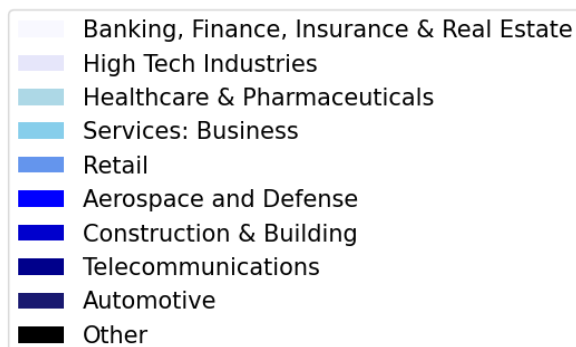 Banking, Finance, Insurance & Real Estate
High Tech Industries
Healthcare & Pharmaceuticals
Services: Business
Retail
Aerospace and Defense
Construction & Building
Telecommunications
Automotive
Other